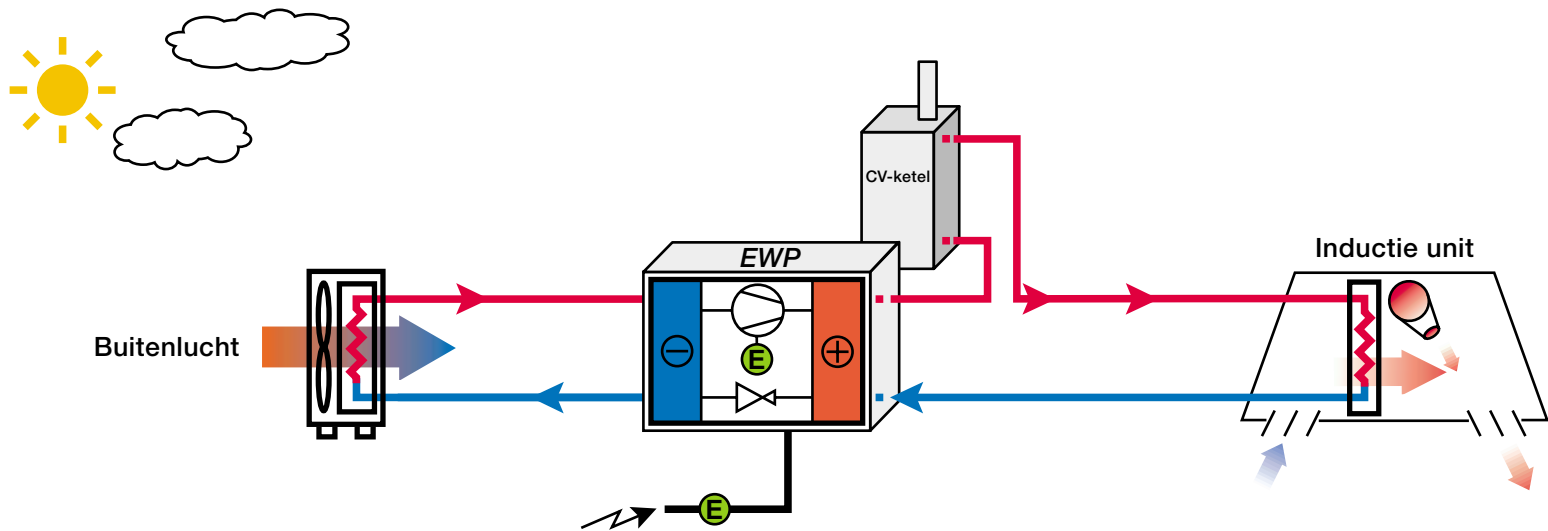 CV-ketel
EWP
Inductie unit
Buitenlucht
E
E